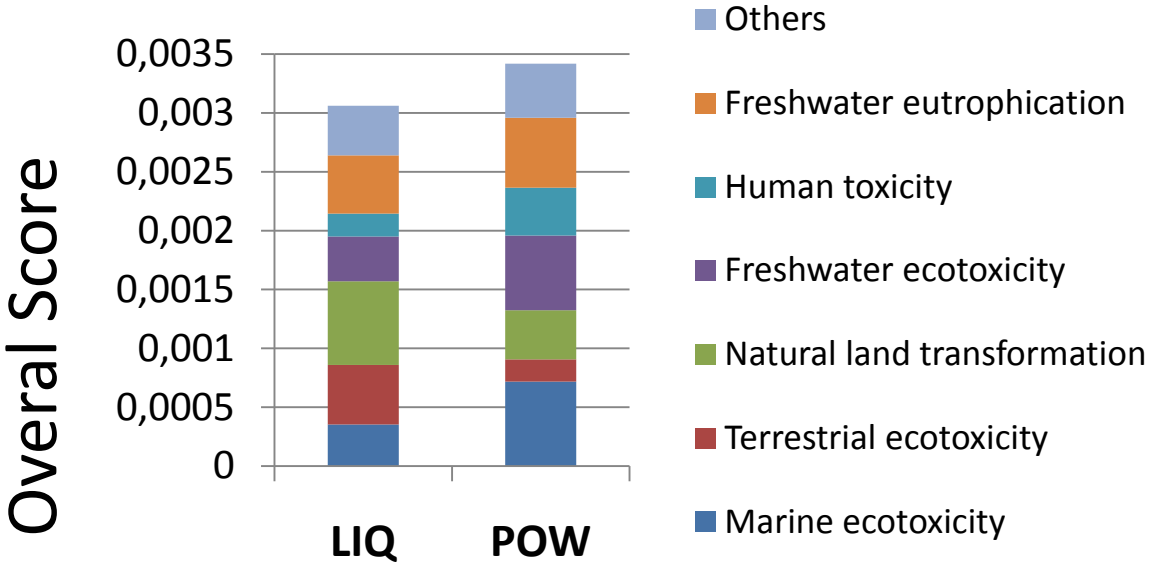 Overal Score
0,0035
0,003
0,0025
0,002
0,0015
0,001
0,0005
0
LIQ
POW
Others
Freshwater eutrophication
Human toxicity
Freshwater ecotoxicity
Natural land transformation
Terrestrial ecotoxicity
Marine ecotoxicity